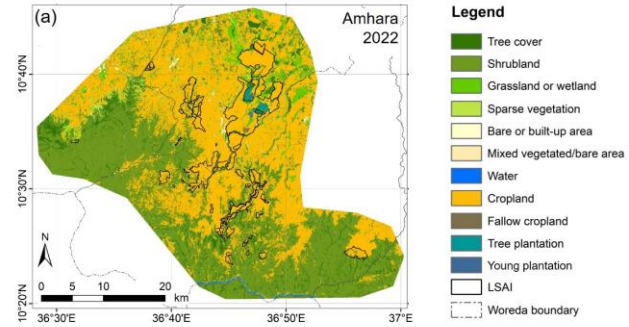 (a)
Amhara
2022
10°40'N
10°30'N
10°20'N
N
0 5 10 20
km
36°30'E 36°40'E 36°50'E 37°E
Legend
Tree cover
Shrubland
Grassland or wetland
Sparse vegetation
Bare or built-up area
Mixed vegetated/bare area
Water
Cropland
Fallow cropland
Tree plantation
Young plantation
LSAI
Woreda boundary